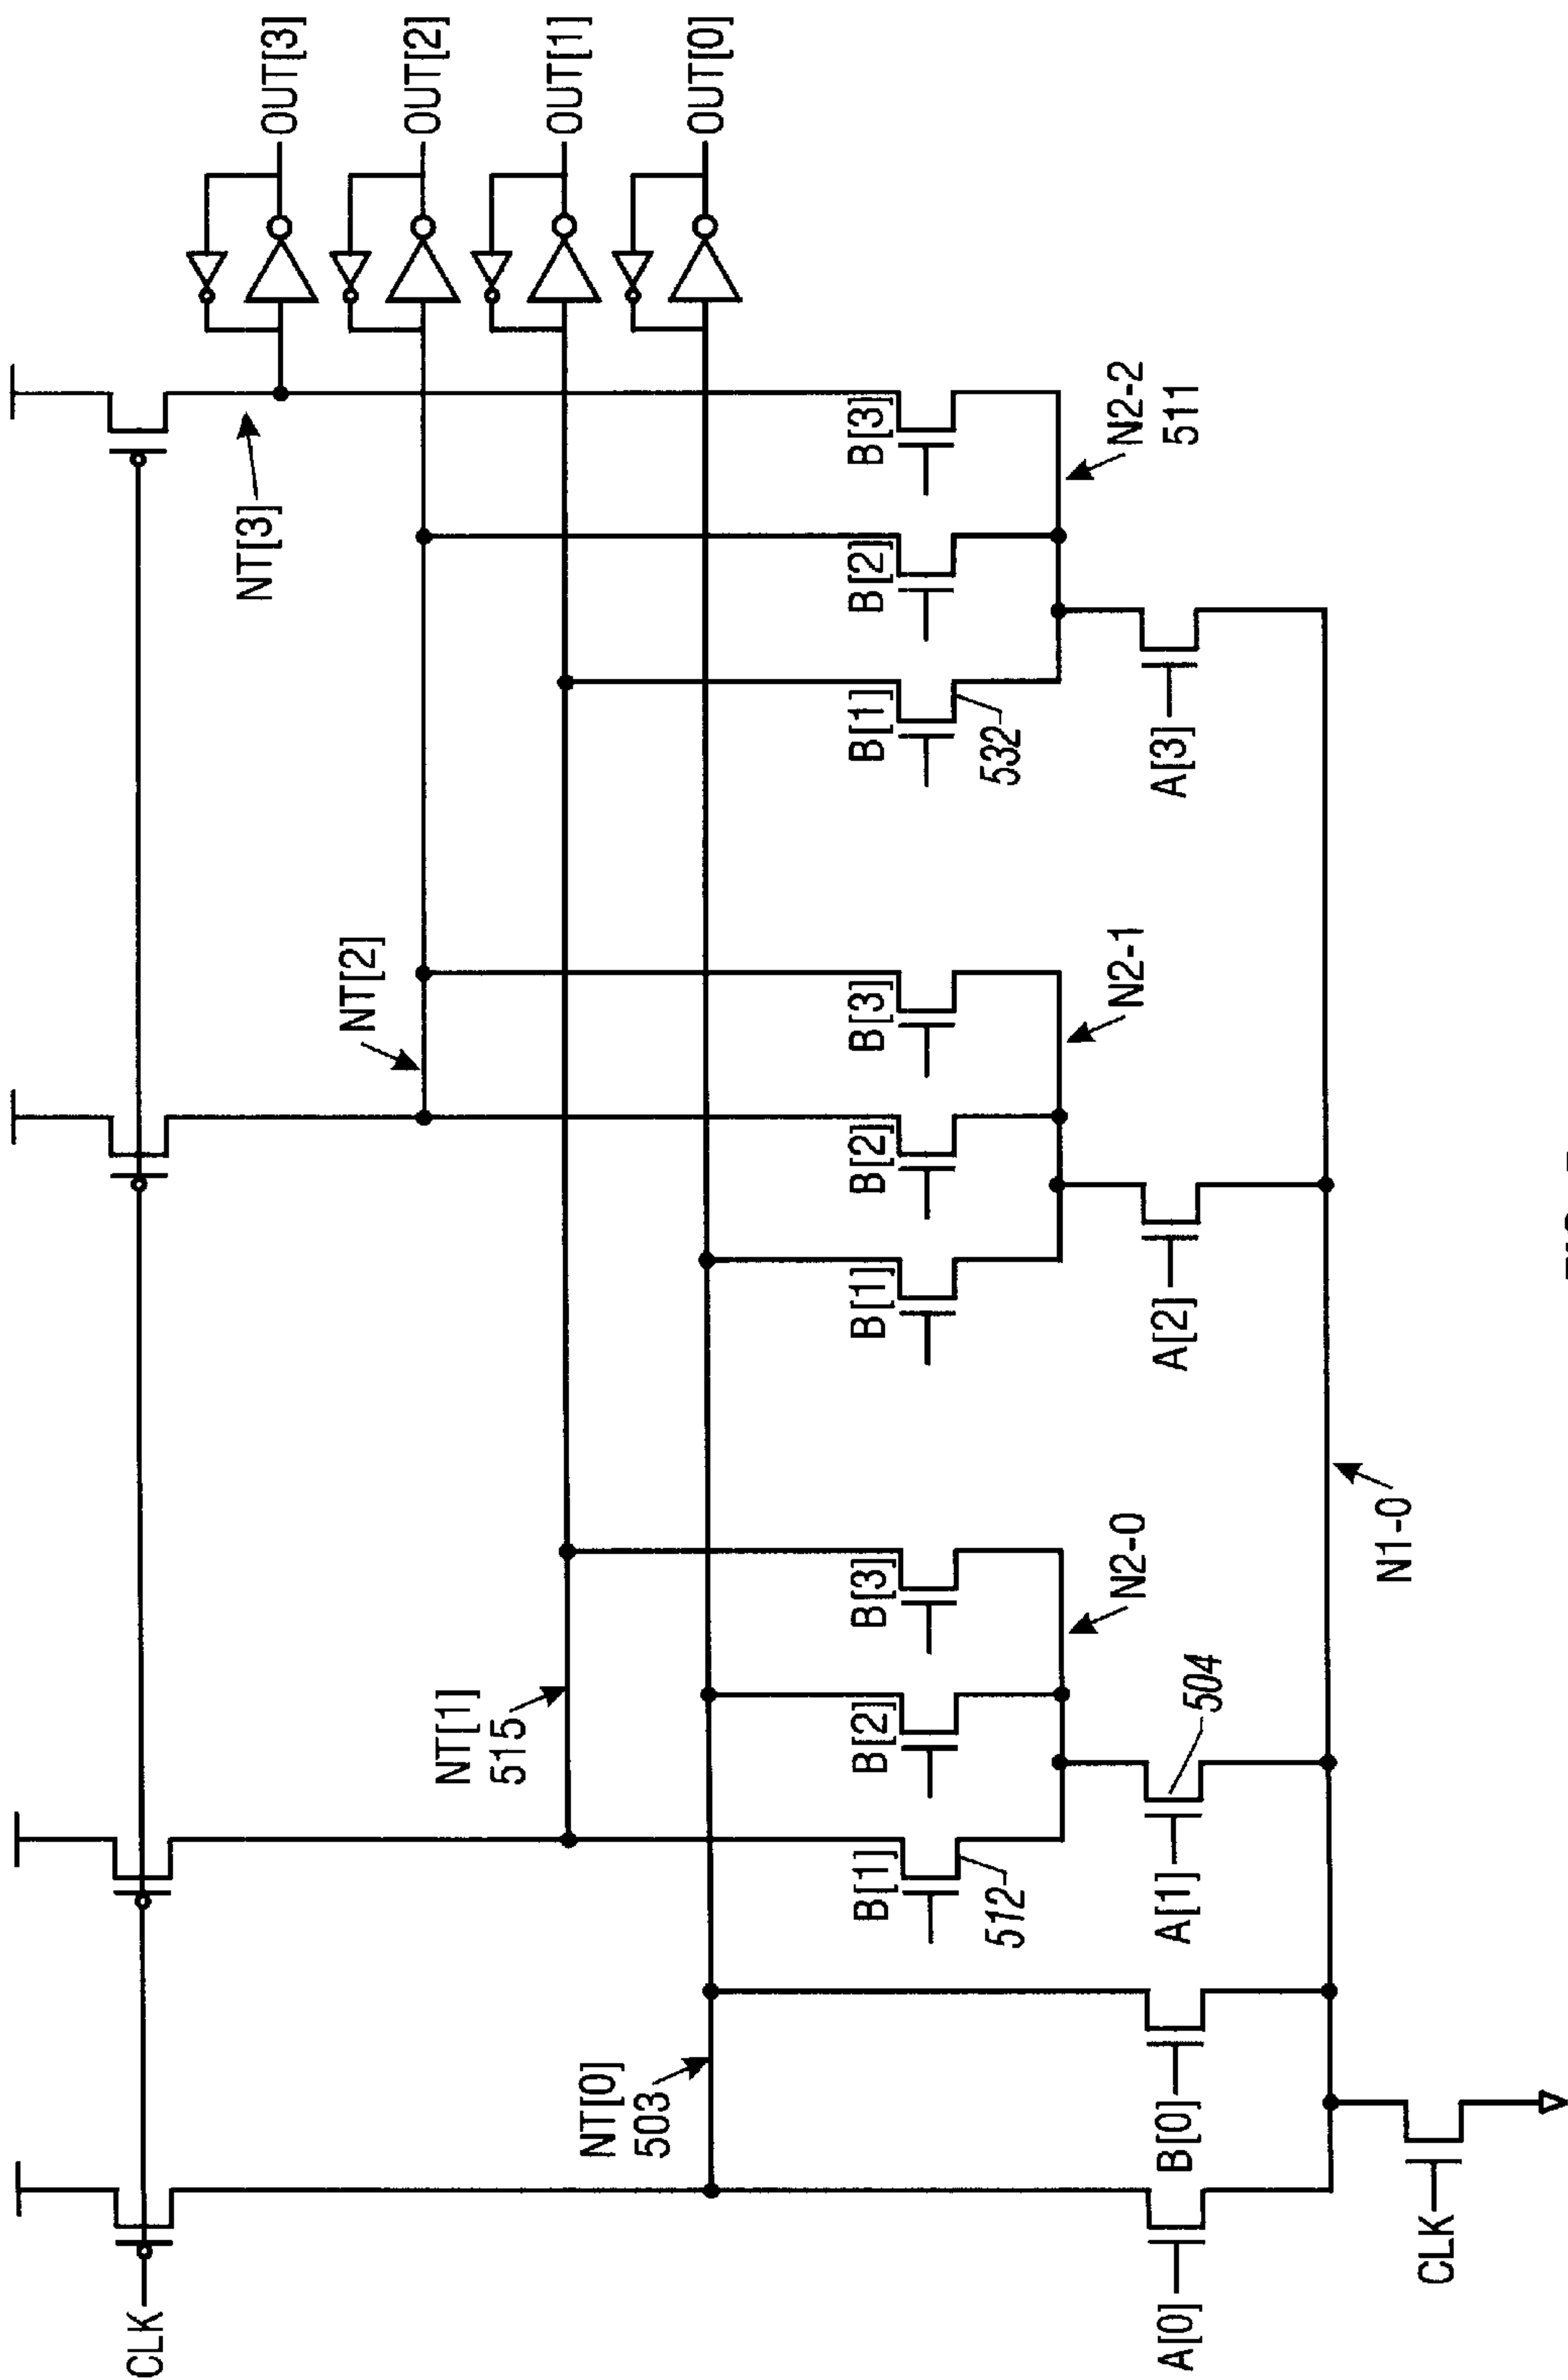 CLK
NT[3]
OUT[3]
NT[2]
OUT[2]
NT[1]
515
OUT[1]
NT[0]
503
OUT[0]
B[1]
B[2]
B[3]
B[1]
B[2]
B[3]
B[1]
B[2]
B[3]
512
532
N2-0
N2-1
N2-2
511
A[0]
B[0]
A[1]
504
A[2]
A[3]
N1-0
CLK